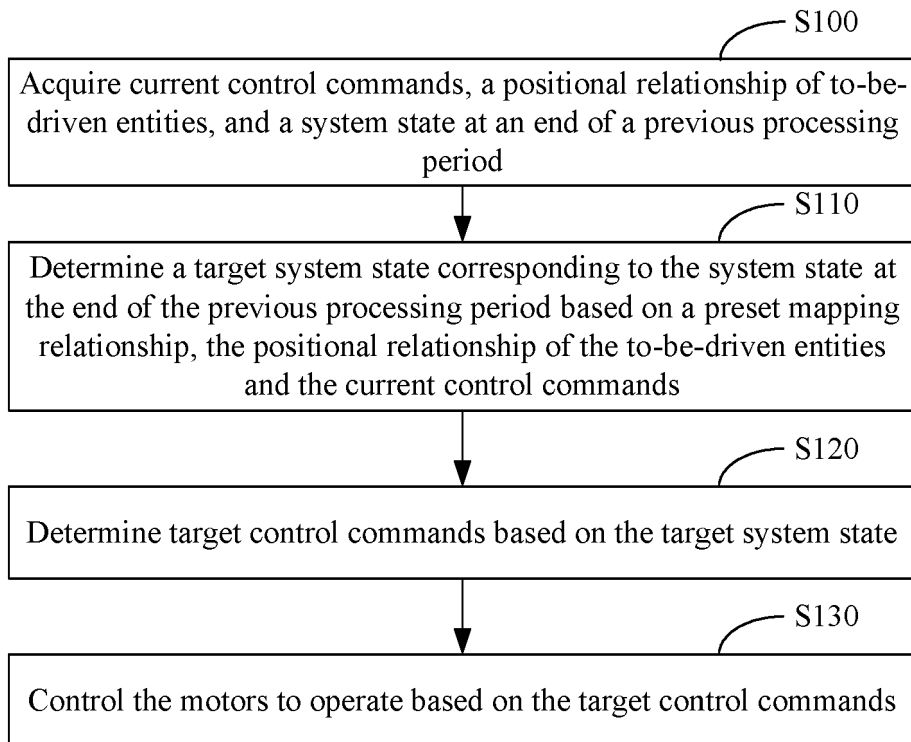 S100
Acquire current control commands, a positional relationship of to-be-
driven entities, and a system state at an end of a previous processing
period
S110
Determine a target system state corresponding to the system state at
the end of the previous processing period based on a preset mapping
relationship, the positional relationship of the to-be-driven entities
and the current control commands
S120
Determine target control commands based on the target system state
S130
Control the motors to operate based on the target control commands